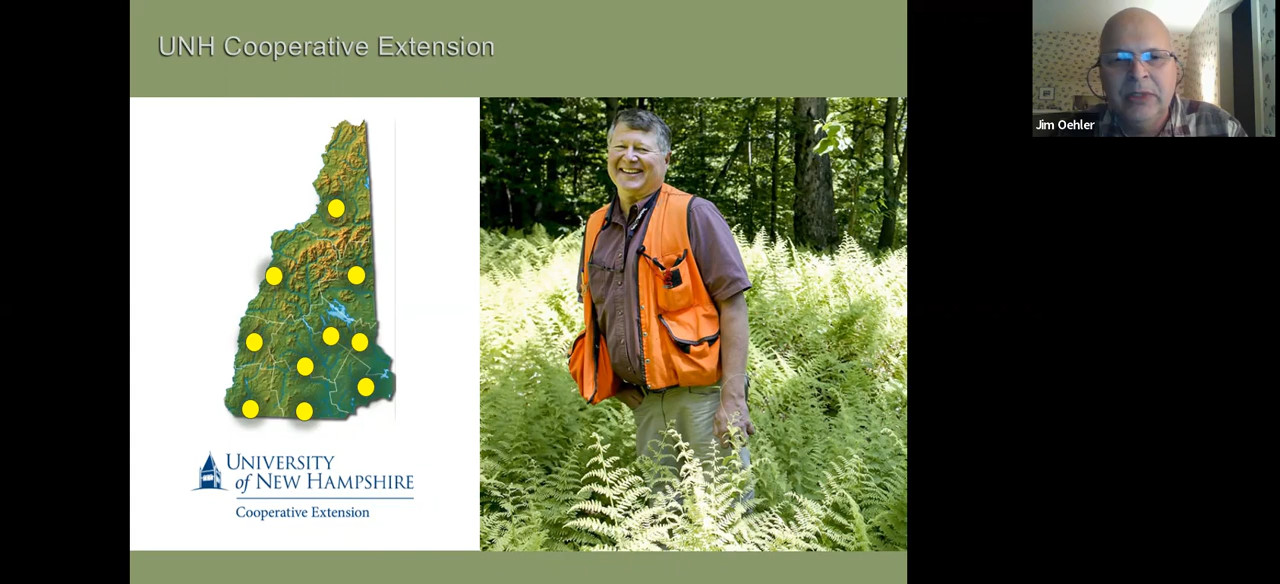 UNH Cooperative Extension
Jim Oehler
UNIVERSITY
of NEW HAMPSHIRE
Cooperative Extension